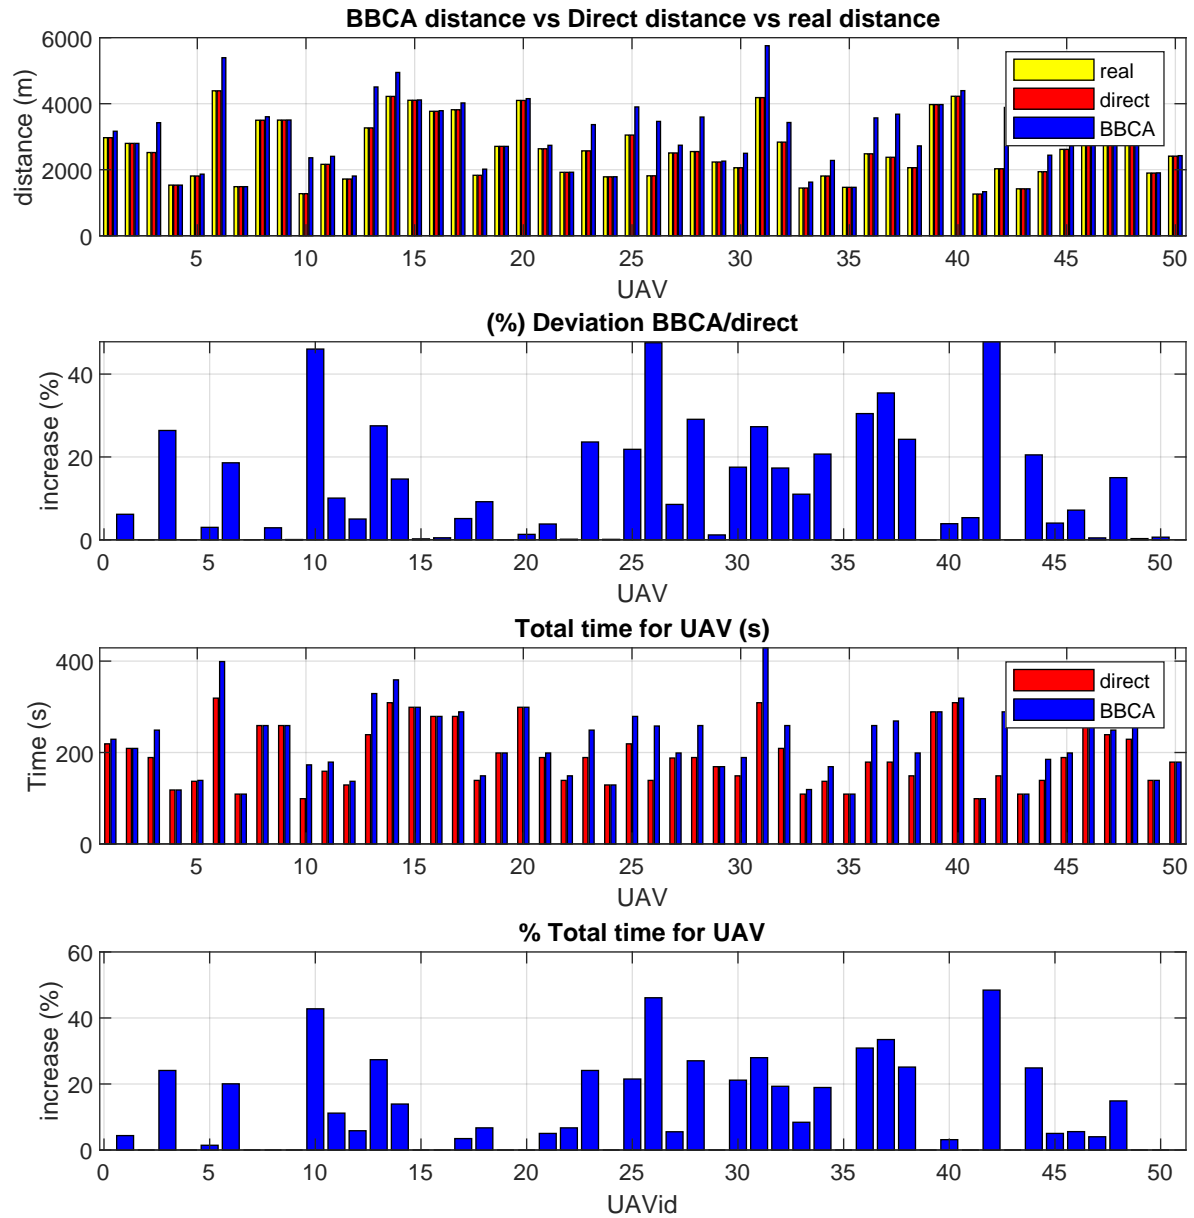 BBCA distance vs Direct distance vs real distance
distance (m)
6000
4000
2000
0
real
direct
BBCA
5 10 15 20 25 30 35 40 45 50
UAV
(%) Deviation BBCA/direct
increase (%)
40
20
0
0 5 10 15 20 25 30 35 40 45 50
UAV
Total time for UAV (s)
Time (s)
400
200
0
direct
BBCA
5 10 15 20 25 30 35 40 45 50
UAV
% Total time for UAV
increase (%)
60
40
20
0
0 5 10 15 20 25 30 35 40 45 50
UAVid